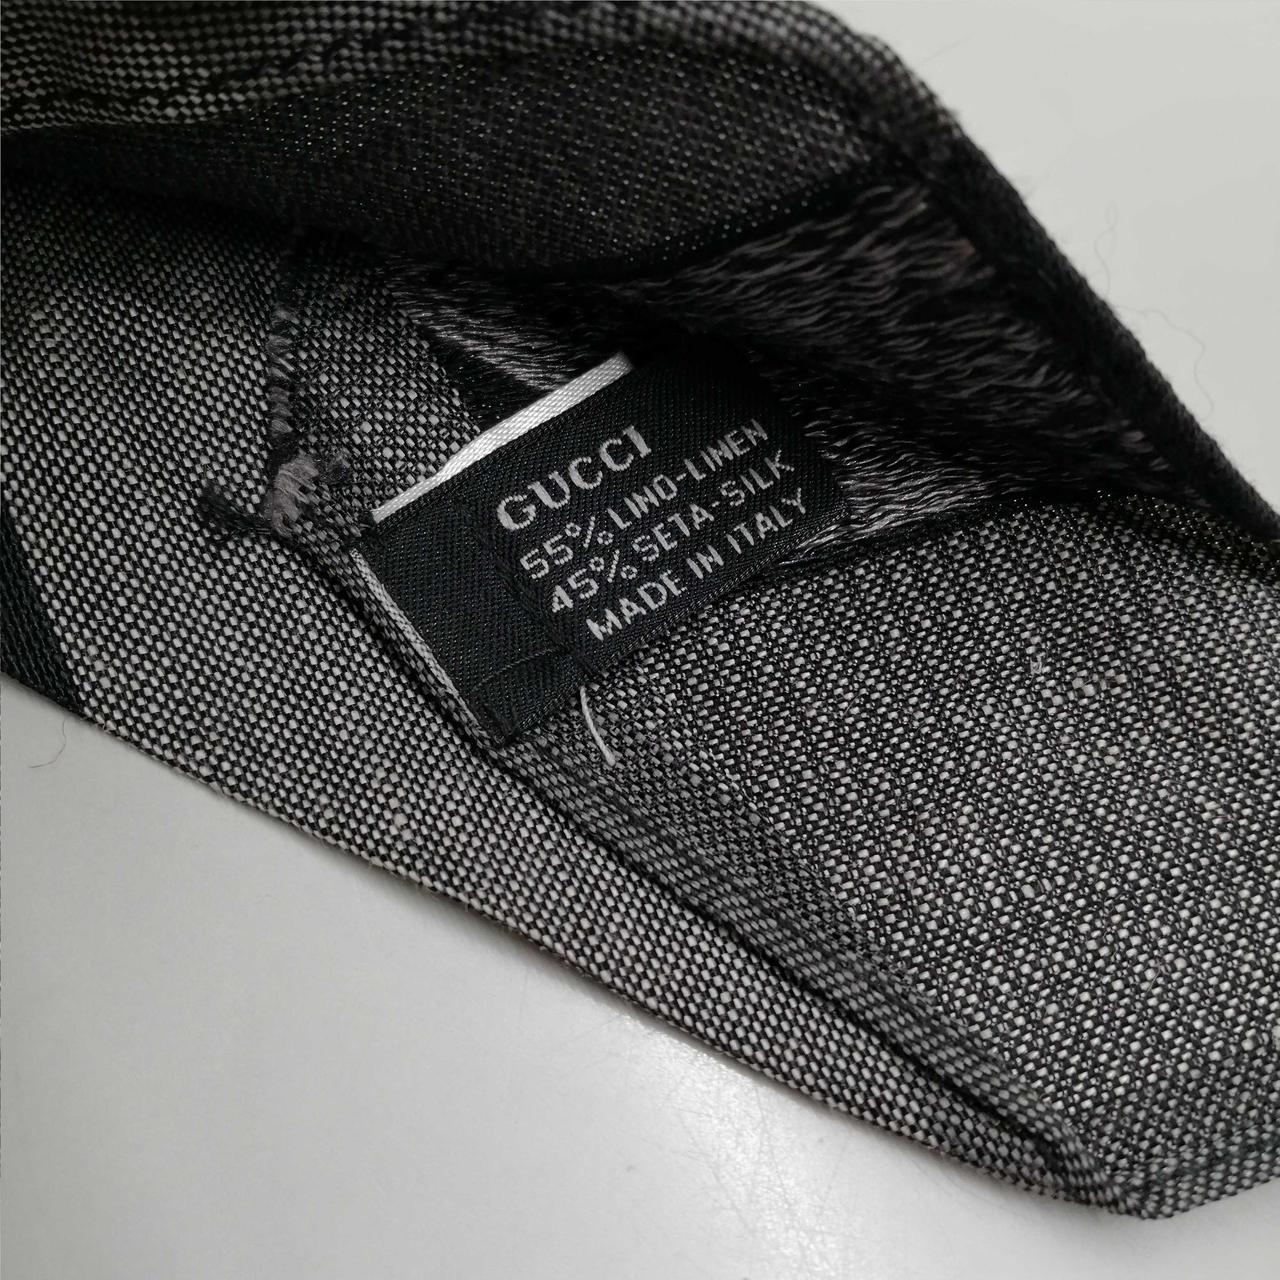 GUCCI
55%LINO-LINEN
45%SETA-SILK
MADE IN ITALY